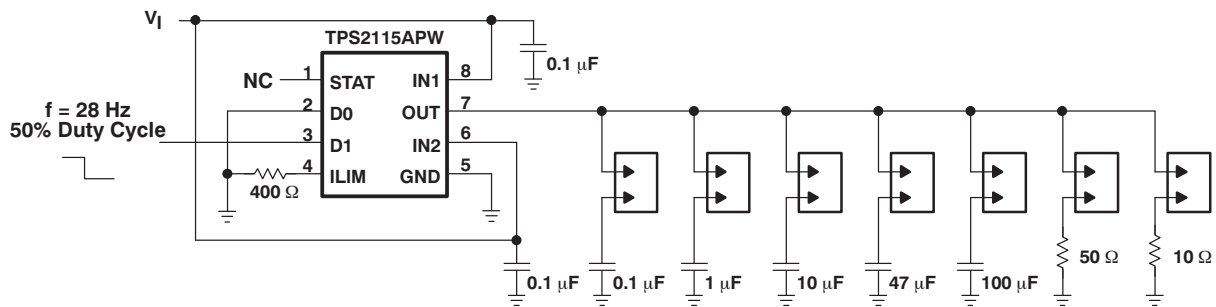 VI
TPS2115APW
0.1 μF
NC
1 STAT IN1 8
f = 28 Hz
2 D0 OUT 7
50% Duty Cycle
3 D1 IN2 6
4 ILIM GND 5
400 Ω
0.1 μF 0.1 μF 1 μF 10 μF 47 μF 100 μF 50 Ω 10 Ω